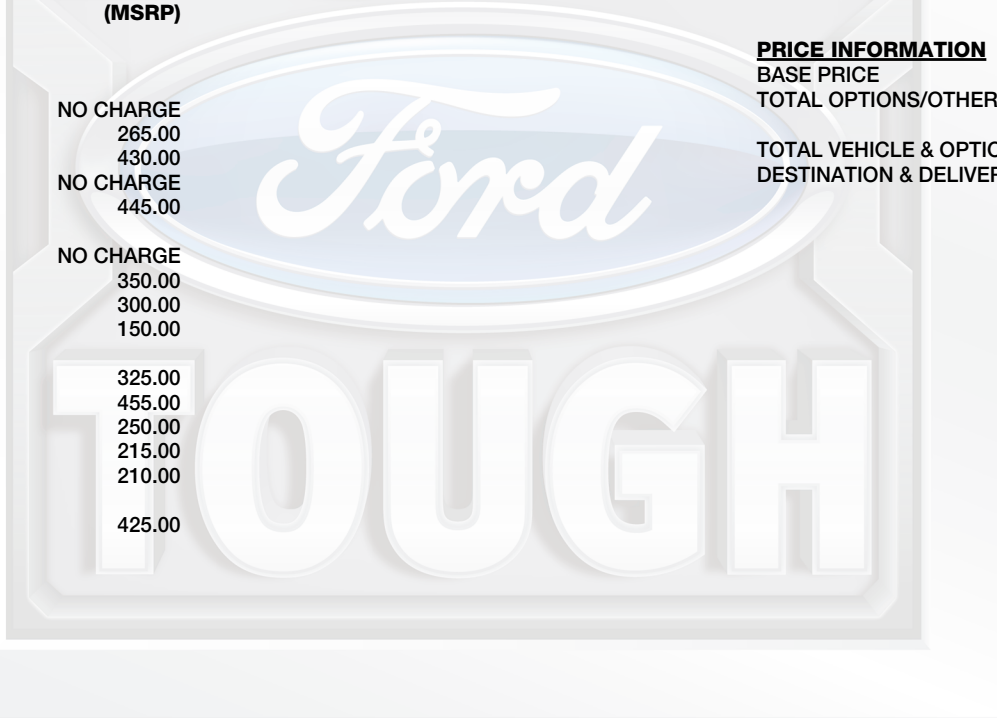 (MSRP)
NO CHARGE
265.00
430.00
NO CHARGE
445.00
NO CHARGE
350.00
300.00
150.00
325.00
455.00
250.00
215.00
210.00
425.00
PRICE INFORMATION
BASE PRICE
TOTAL OPTIONS/OTHER
TOTAL VEHICLE & OPTIO
DESTINATION & DELIVER
Ford
TOUGH